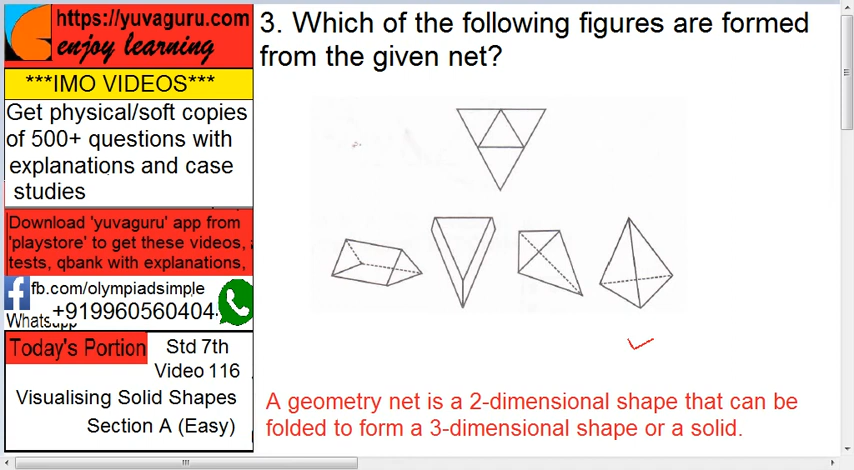 https://yuvaguru.com
enjoy learning
***IMO VIDEOS***
Get physical/soft copies
of 500+ questions with
explanations and case
studies
Download 'yuvaguru' app from
'playstore' to get these videos,
tests, qbank with explanations,
fb.com/olympiadsimple
+919960560404
Whatsupp
Today's Portion
Std 7th
Video 116
Visualising Solid Shapes
Section A (Easy)
3. Which of the following figures are formed
from the given net?
A geometry net is a 2-dimensional shape that can be
folded to form a 3-dimensional shape or a solid.